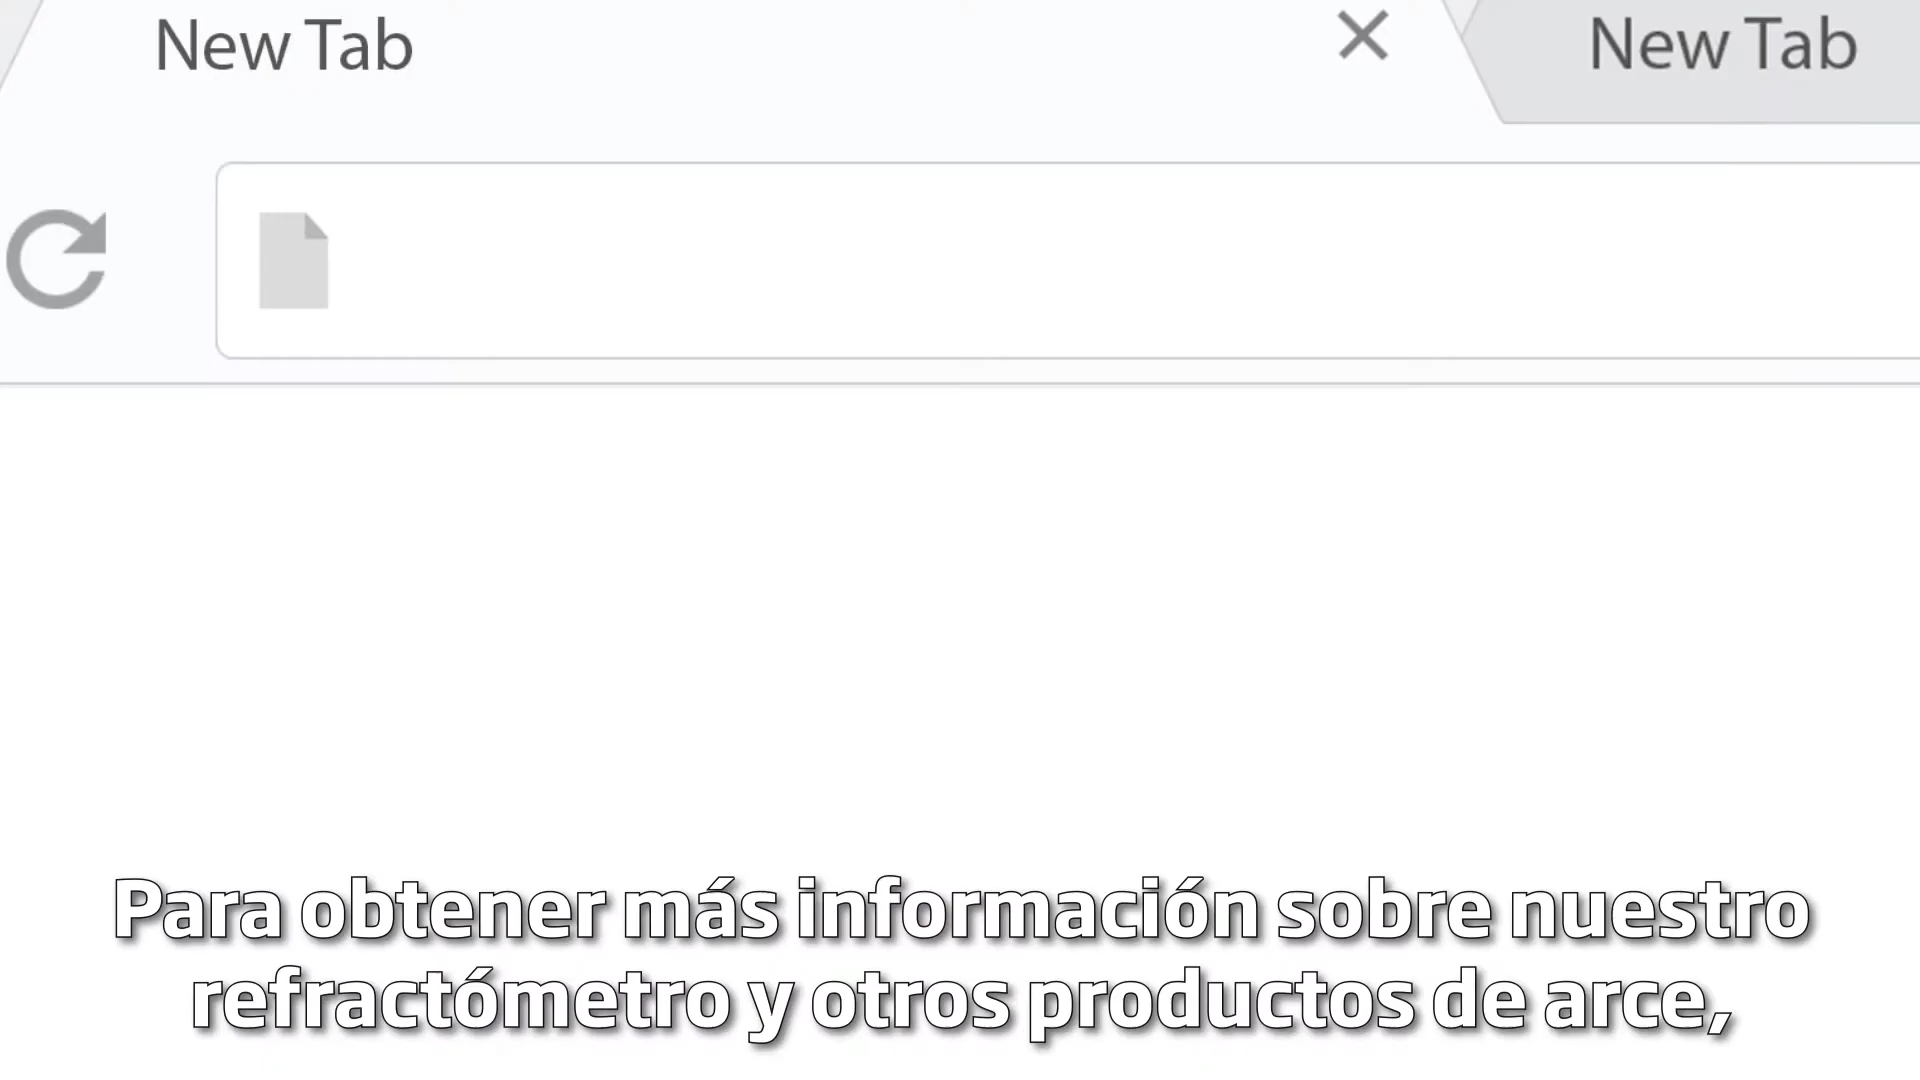 New Tab
New Tab
Para obtener más información sobre nuestro
refractómetro y otros productos de arce,